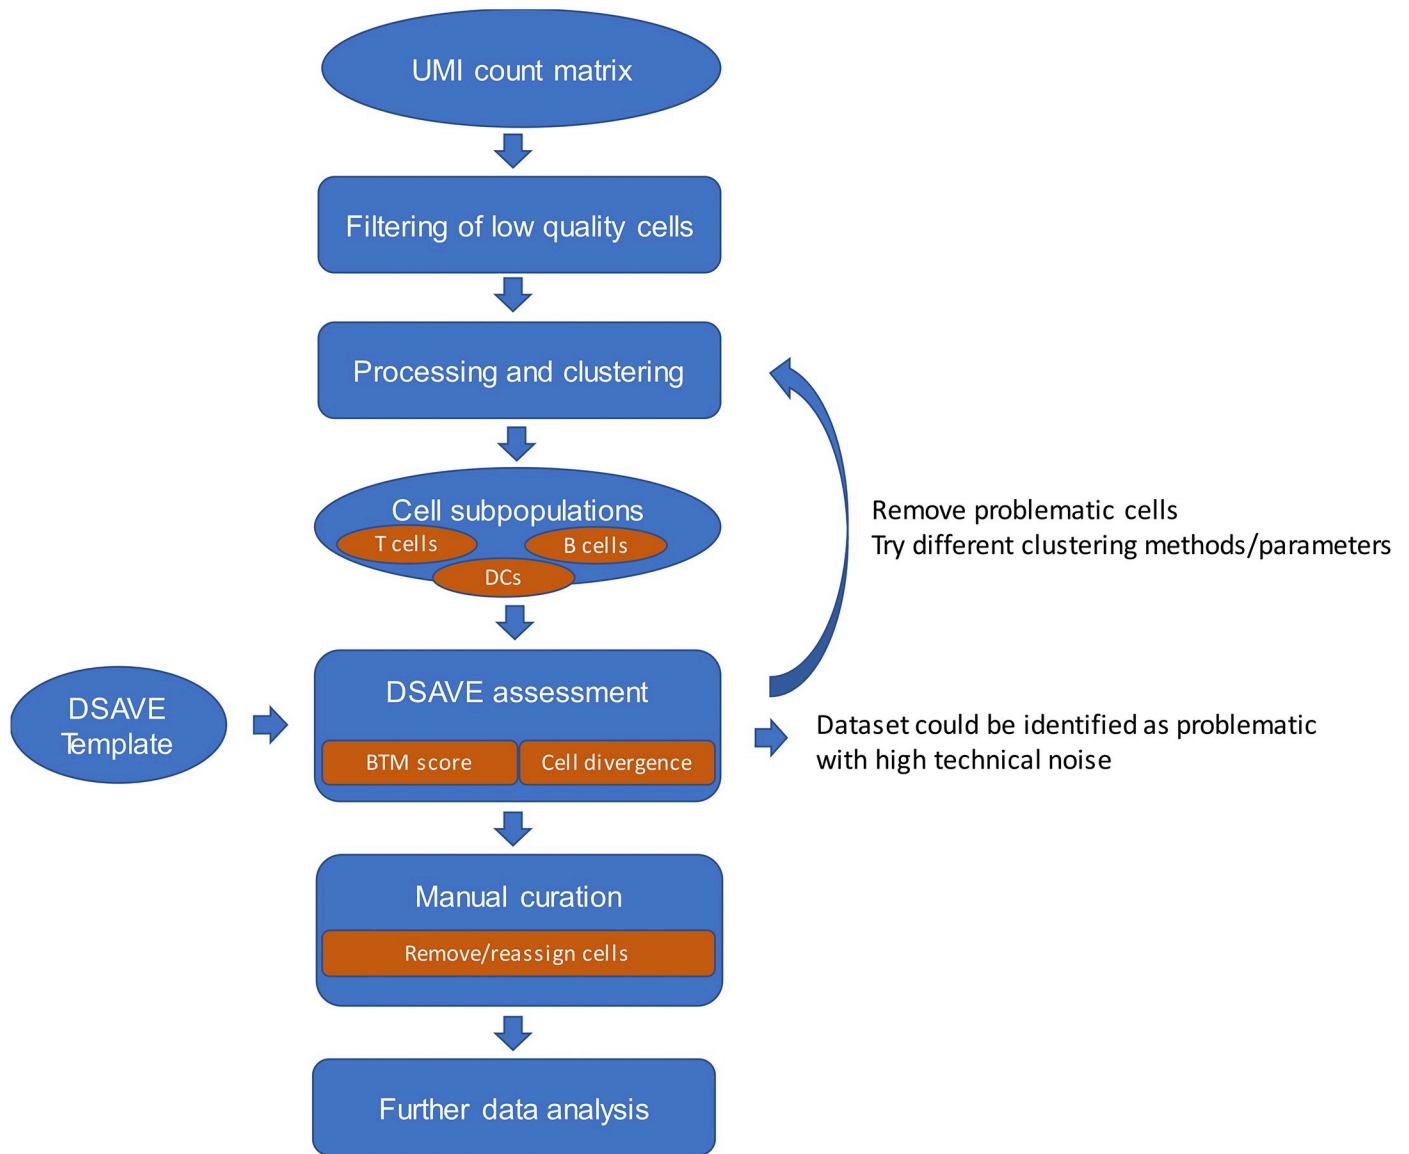 UMI count matrix
Filtering of low quality cells
Processing and clustering
Cell subpopulations
T cells
B cells
DCs
Remove problematic cells
Try different clustering methods/parameters
DSAVE
Template
DSAVE assessment
BTM score
Cell divergence
Dataset could be identified as problematic
with high technical noise
Manual curation
Remove/reassign cells
Further data analysis